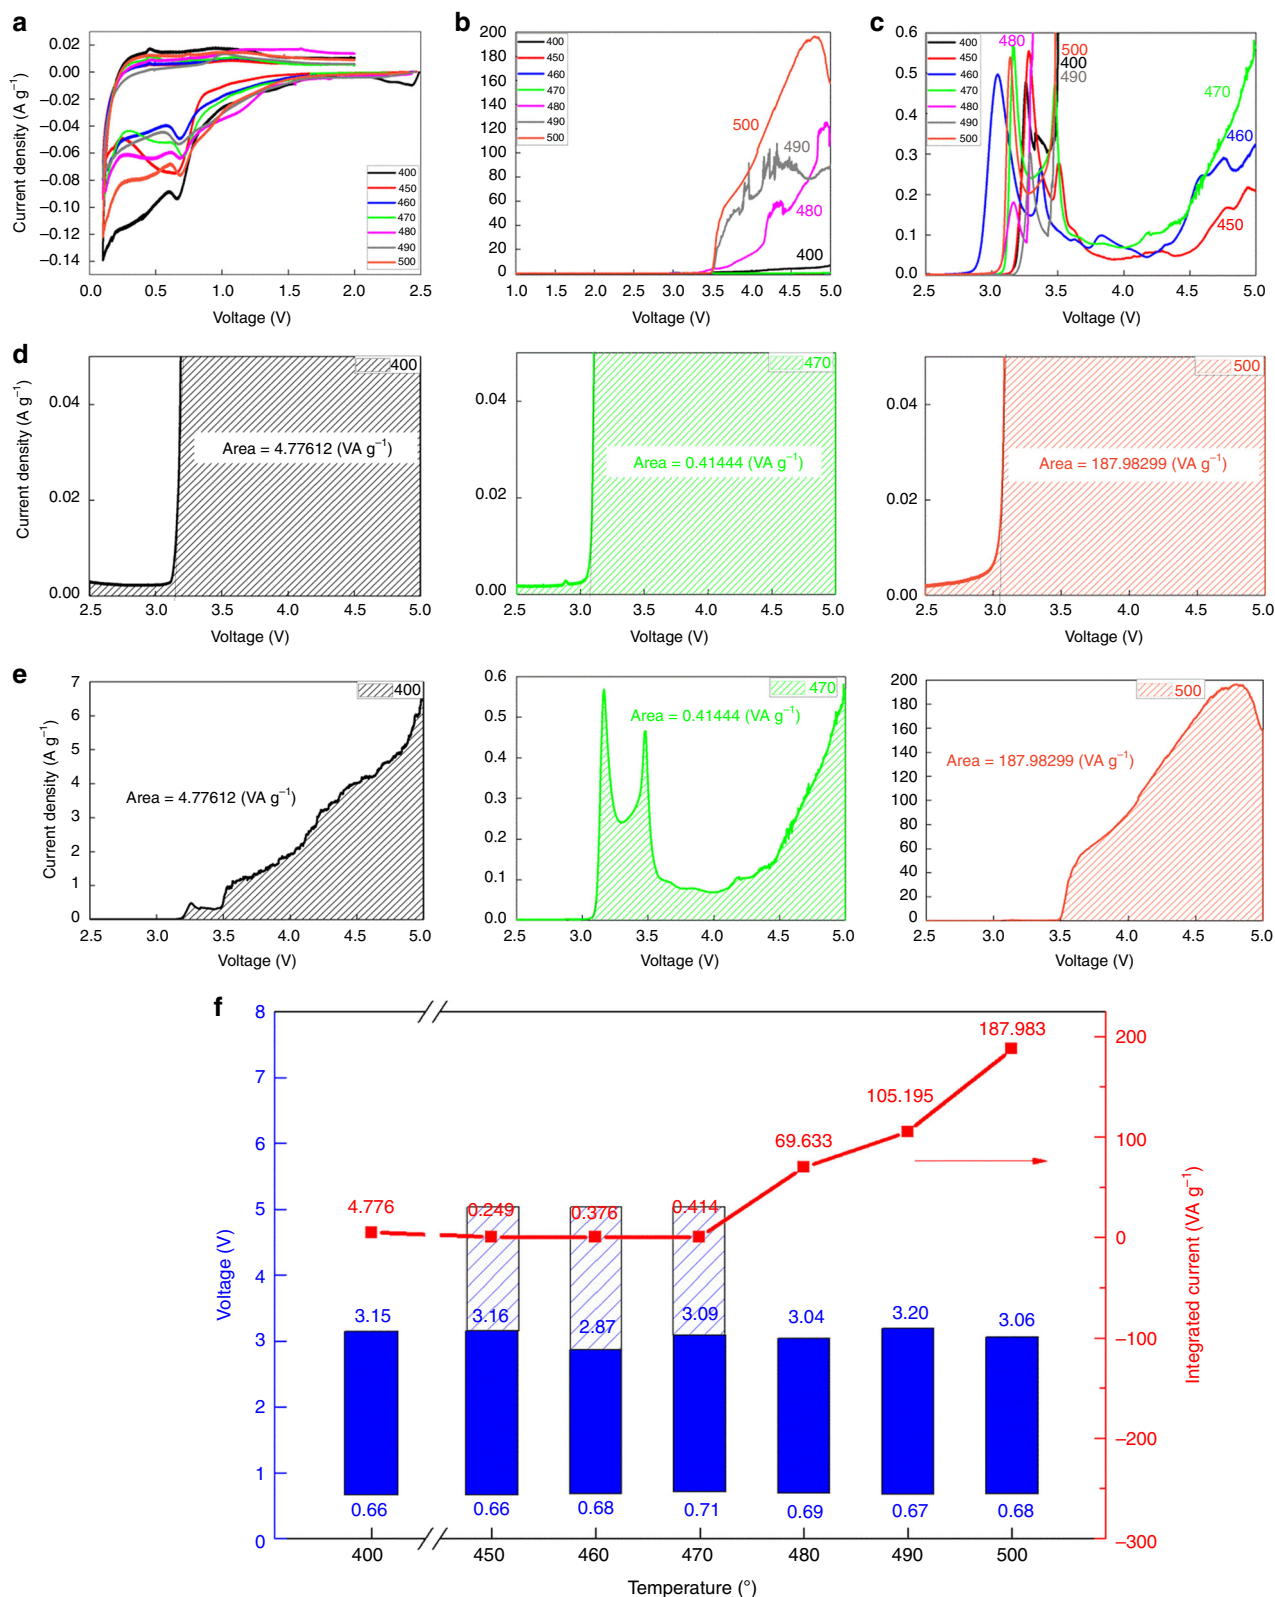 a
0.02
0.00
–0.02
–0.04
–0.06
–0.08
–0.10
–0.12
–0.14
Current density (A g⁻¹)
400
450
460
470
480
490
500
0.0 0.5 1.0 1.5 2.0 2.5
Voltage (V)
b
200
180
160
140
120
100
80
60
40
20
0
400
450
460
470
480
490
500
500
490
480
400
1.0 1.5 2.0 2.5 3.0 3.5 4.0 4.5 5.0
Voltage (V)
c
0.6
0.5
0.4
0.3
0.2
0.1
0.0
400
450
460
470
480
490
500
480
500
400
490
470
460
450
2.5 3.0 3.5 4.0 4.5 5.0
Voltage (V)
d
0.04
0.02
0.00
Current density (A g⁻¹)
400
Area = 4.77612 (VA g⁻¹)
2.5 3.0 3.5 4.0 4.5 5.0
Voltage (V)
0.04
0.02
0.00
470
Area = 0.41444 (VA g⁻¹)
2.5 3.0 3.5 4.0 4.5 5.0
Voltage (V)
0.04
0.02
0.00
500
Area = 187.98299 (VA g⁻¹)
2.5 3.0 3.5 4.0 4.5 5.0
Voltage (V)
e
7
6
5
4
3
2
1
0
Current density (A g⁻¹)
400
Area = 4.77612 (VA g⁻¹)
2.5 3.0 3.5 4.0 4.5 5.0
Voltage (V)
0.6
0.5
0.4
0.3
0.2
0.1
0.0
470
Area = 0.41444 (VA g⁻¹)
2.5 3.0 3.5 4.0 4.5 5.0
Voltage (V)
200
180
160
140
120
100
80
60
40
20
0
500
Area = 187.98299 (VA g⁻¹)
2.5 3.0 3.5 4.0 4.5 5.0
Voltage (V)
f
8
7
6
5
4
3
2
1
0
Voltage (V)
4.776 0.249 0.376 0.414 69.633 105.195 187.983
3.15 3.16 2.87 3.09 3.04 3.20 3.06
0.66 0.66 0.68 0.71 0.69 0.67 0.68
400 450 460 470 480 490 500
Temperature (°)
200
100
0
–100
–200
–300
Integrated current (VA g⁻¹)